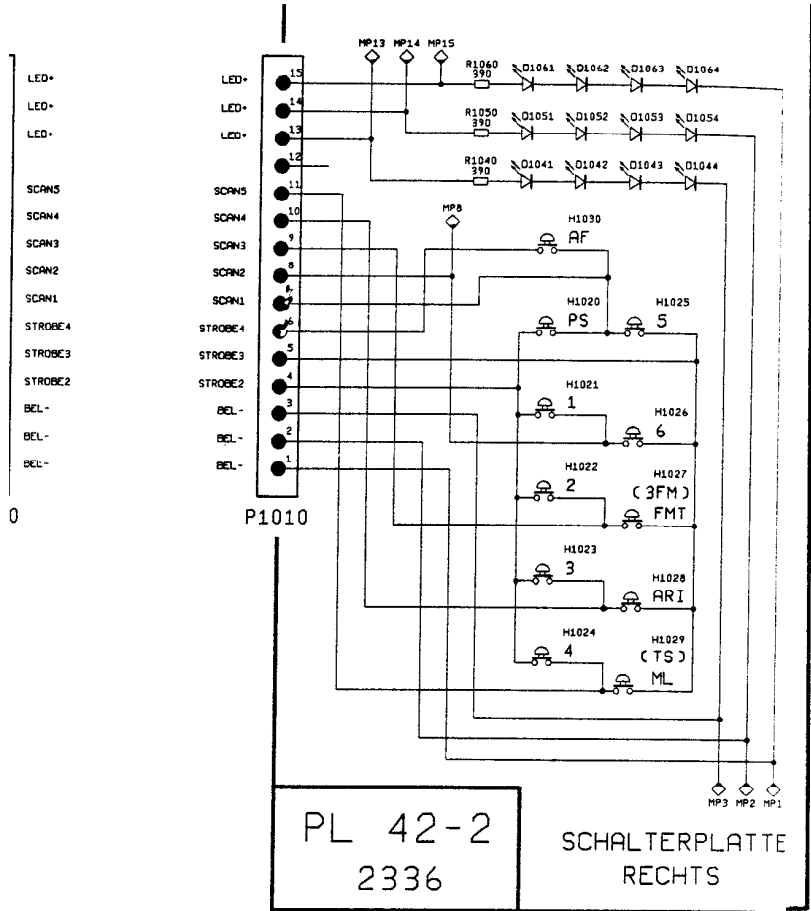 MP13 MP14 MP15
LED+ LED+ 15 R1060 390 D1061 D1062 D1063 D1064
LED+ LED+ 14 R1050 390 D1051 D1052 D1053 D1054
LED+ LED+ 13
12 R1040 390 D1041 D1042 D1043 D1044
SCAN5 SCAN5 11
SCAN4 SCAN4 10 MP8 H1030
SCAN3 SCAN3 9 AF
SCAN2 SCAN2 8
SCAN1 SCAN1 7 H1020 H1025
STROBE4 STROBE4 6 PS 5
STROBE3 STROBE3 5
STROBE2 STROBE2 4 H1021
BEL- BEL- 3 1 H1026
BEL- BEL- 2 6
BEL- BEL- 1 H1022 H1027
2 (3FM)
0 P1010 FMT
H1023
3 H1028
ARI
H1024 H1029
4 (TS)
ML
MP3 MP2 MP1
PL 42-2
2336
SCHALTERPLATTE
RECHTS